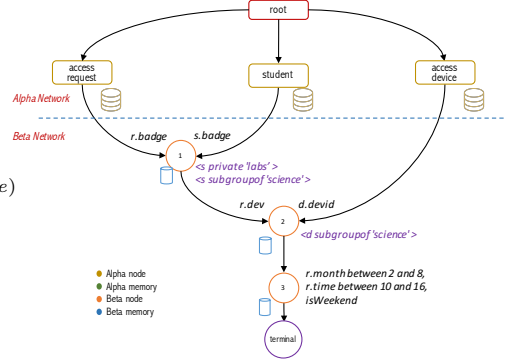 root
access
request
student
access
device
Alpha Network
Beta Network
r.badge
s.badge
1
<s private 'labs' >
<s subgroupof 'science' >
e)
r.dev
d.devid
2
<d subgroupof 'science' >
3
r.month between 2 and 8,
r.time between 10 and 16,
isWeekend
Alpha node
Alpha memory
Beta node
Beta memory
terminal